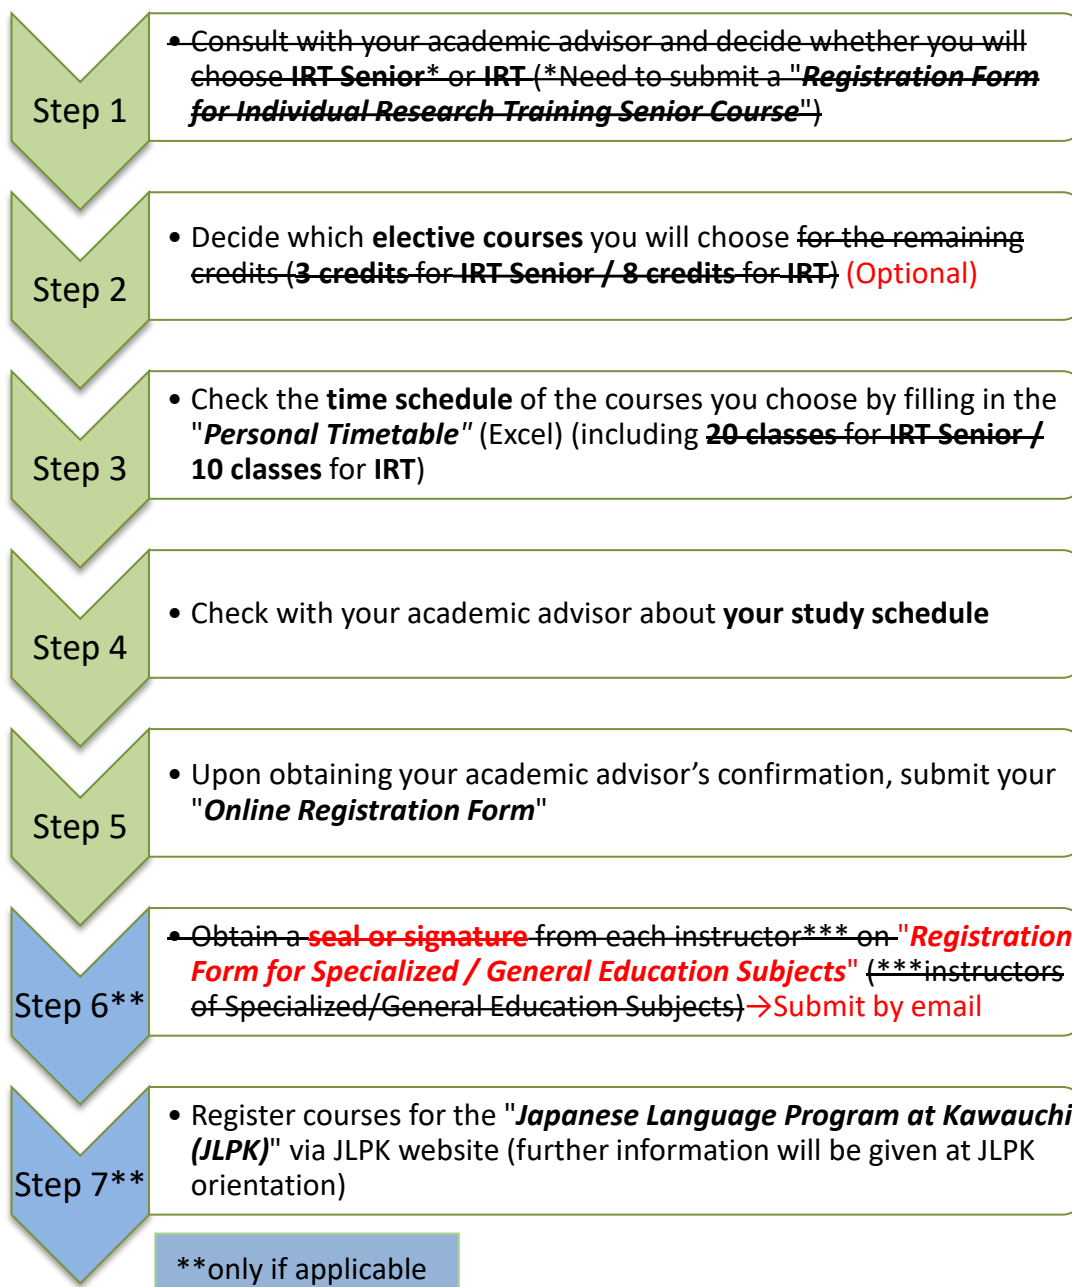 Step 1
• Consult with your academic advisor and decide whether you will
choose IRT Senior* or IRT (*Need to submit a "Registration Form
for Individual Research Training Senior Course")
Step 2
• Decide which elective courses you will choose for the remaining
credits (3 credits for IRT Senior / 8 credits for IRT) (Optional)
Step 3
• Check the time schedule of the courses you choose by filling in the
"Personal Timetable" (Excel) (including 20 classes for IRT Senior /
10 classes for IRT)
Step 4
• Check with your academic advisor about your study schedule
Step 5
• Upon obtaining your academic advisor’s confirmation, submit your
"Online Registration Form"
Step 6**
• Obtain a seal or signature from each instructor*** on "Registration
Form for Specialized / General Education Subjects" (***instructors
of Specialized/General Education Subjects)→Submit by email
Step 7**
• Register courses for the "Japanese Language Program at Kawauchi
(JLPK)" via JLPK website (further information will be given at JLPK
orientation)
**only if applicable